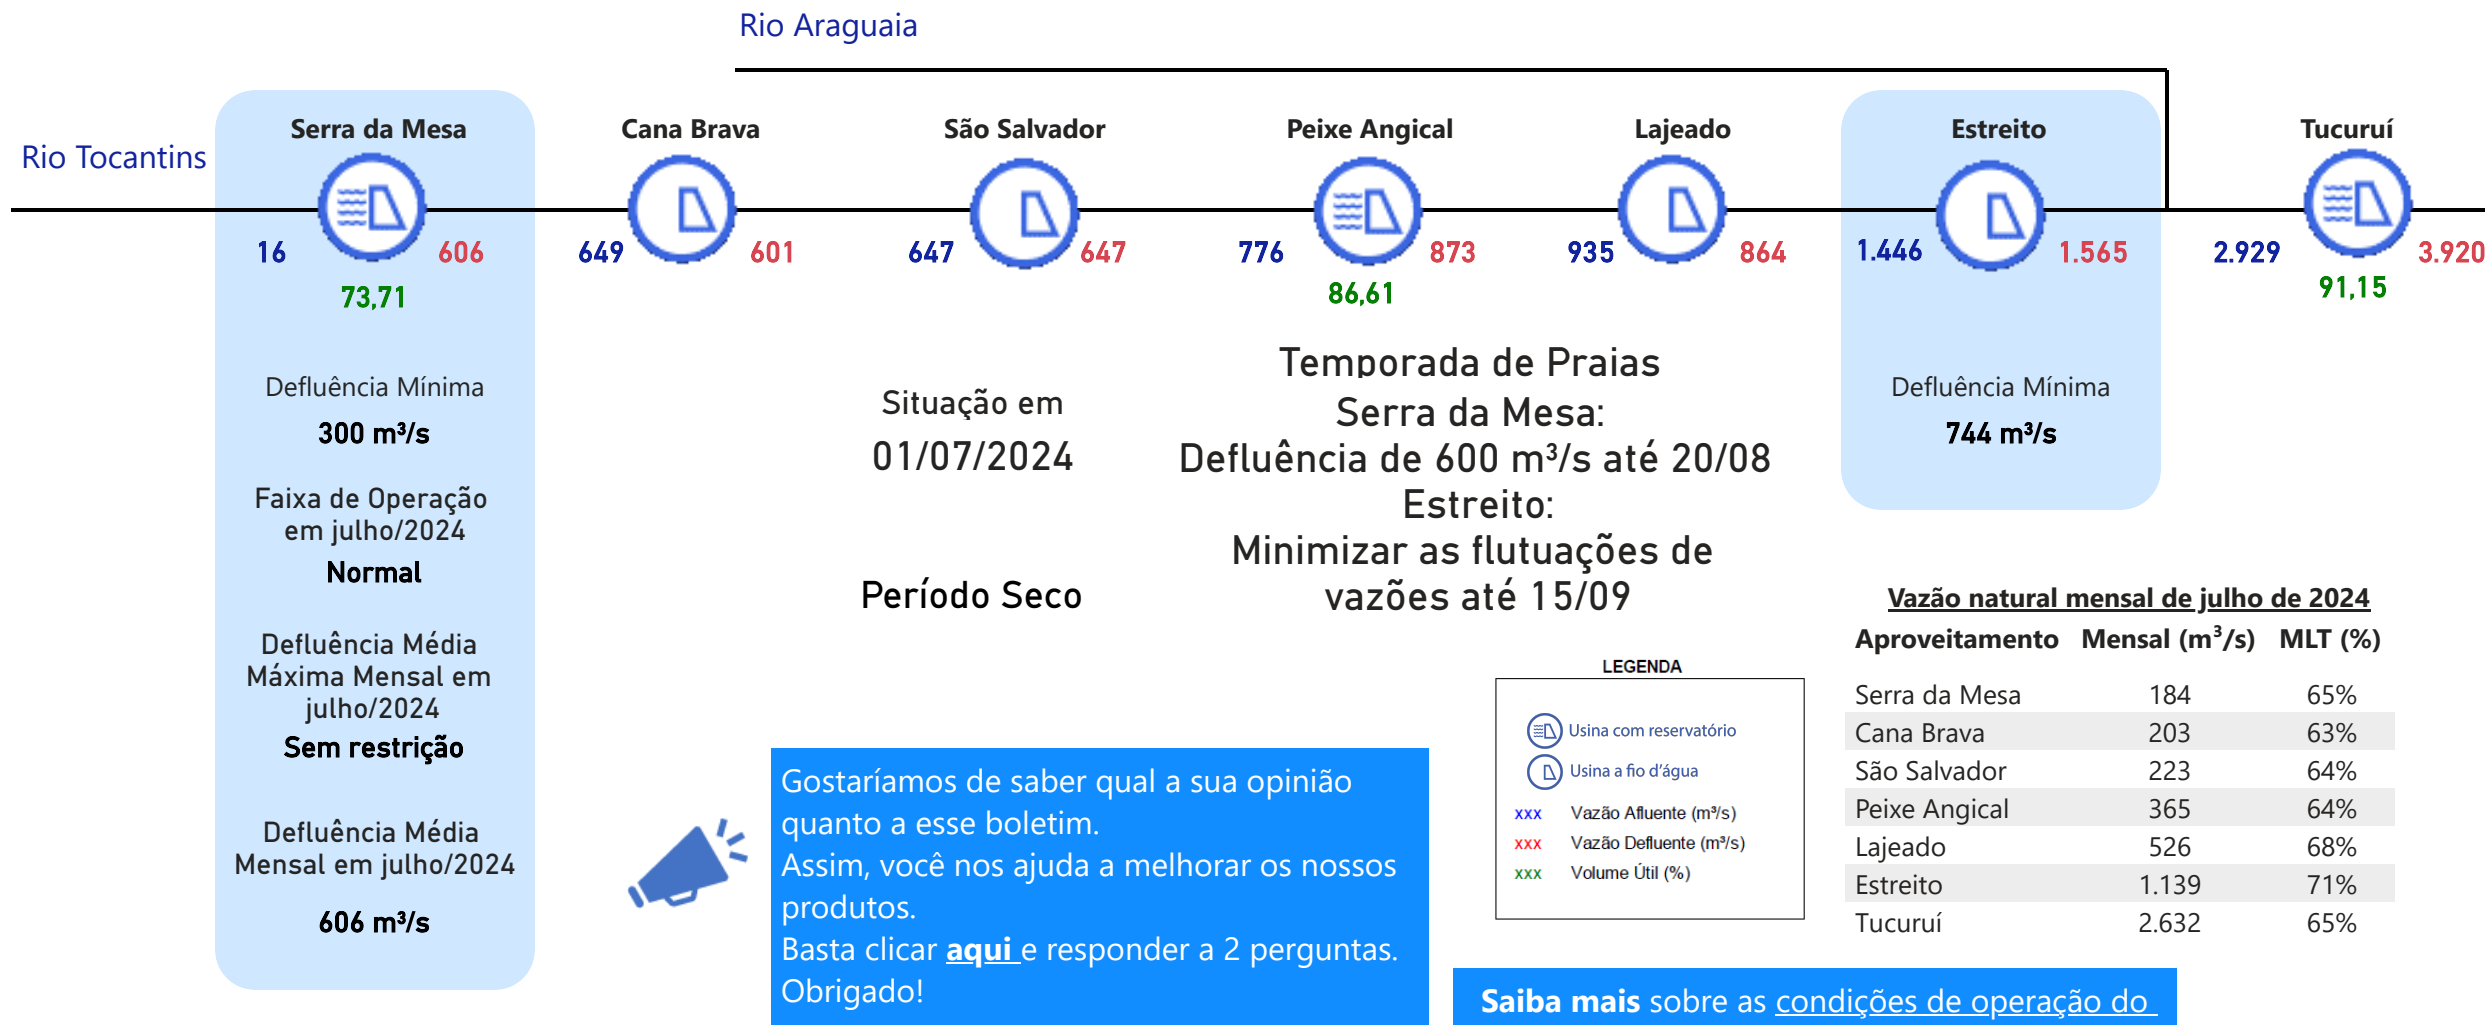 Rio Araguaia
Rio Tocantins
Serra da Mesa
Cana Brava
São Salvador
Peixe Angical
Lajeado
Estreito
Tucuruí
16
606
649
601
647
647
776
873
935
864
1.446
1.565
2.929
3.920
73,71
86,61
91,15
Defluência Mínima
300 m³/s
Faixa de Operação
em julho/2024
Normal
Defluência Média
Máxima Mensal em
julho/2024
Sem restrição
Defluência Média
Mensal em julho/2024
606 m³/s
Situação em
01/07/2024
Período Seco
Temporada de Praias
Serra da Mesa:
Defluência de 600 m³/s até 20/08
Estreito:
Minimizar as flutuações de
vazões até 15/09
Defluência Mínima
744 m³/s
Gostaríamos de saber qual a sua opinião
quanto a esse boletim.
Assim, você nos ajuda a melhorar os nossos
produtos.
Basta clicar aqui e responder a 2 perguntas.
Obrigado!
LEGENDA
Usina com reservatório
Usina a fio d'água
xxx Vazão Afluente (m³/s)
xxx Vazão Defluente (m³/s)
xxx Volume Útil (%)
Vazão natural mensal de julho de 2024
Aproveitamento Mensal (m³/s) MLT (%)
Serra da Mesa 184 65%
Cana Brava 203 63%
São Salvador 223 64%
Peixe Angical 365 64%
Lajeado 526 68%
Estreito 1.139 71%
Tucuruí 2.632 65%
Saiba mais sobre as condições de operação do